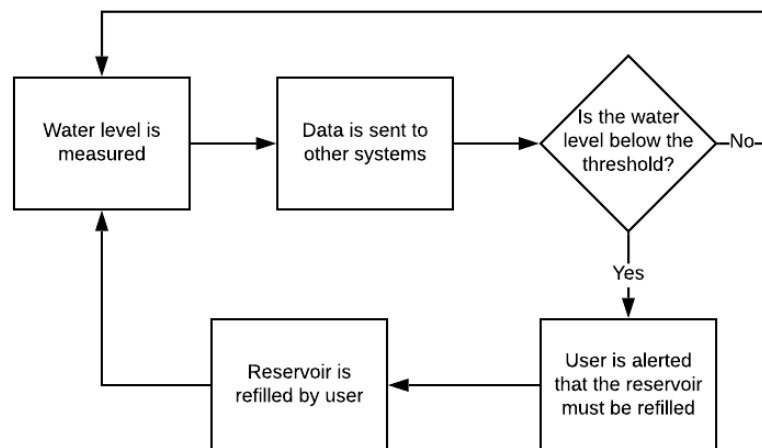 Water level is
measured
Data is sent to
other systems
Is the water
level below the
threshold?
No
Yes
User is alerted
that the reservoir
must be refilled
Reservoir is
refilled by user